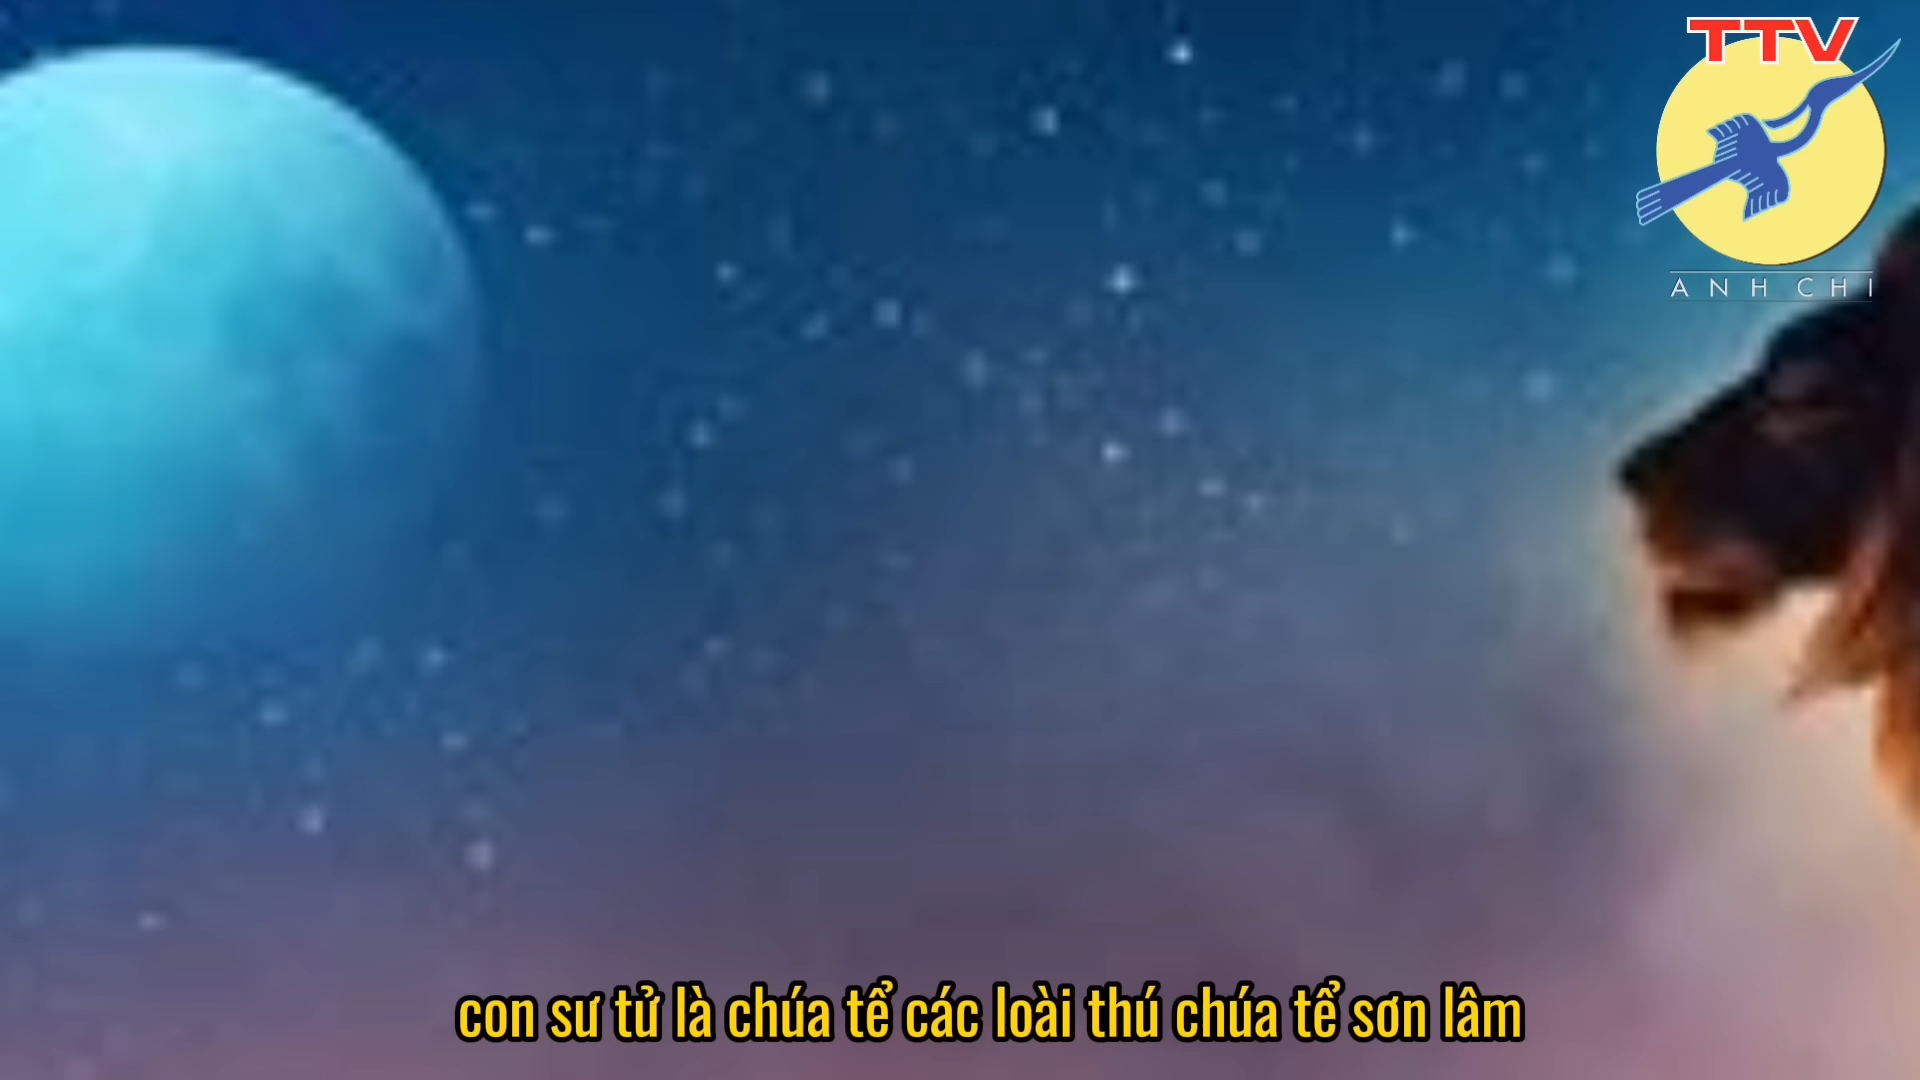 TTV
ANH CHI
con sư tử là chúa tể các loài thú chúa tể sơn lâm